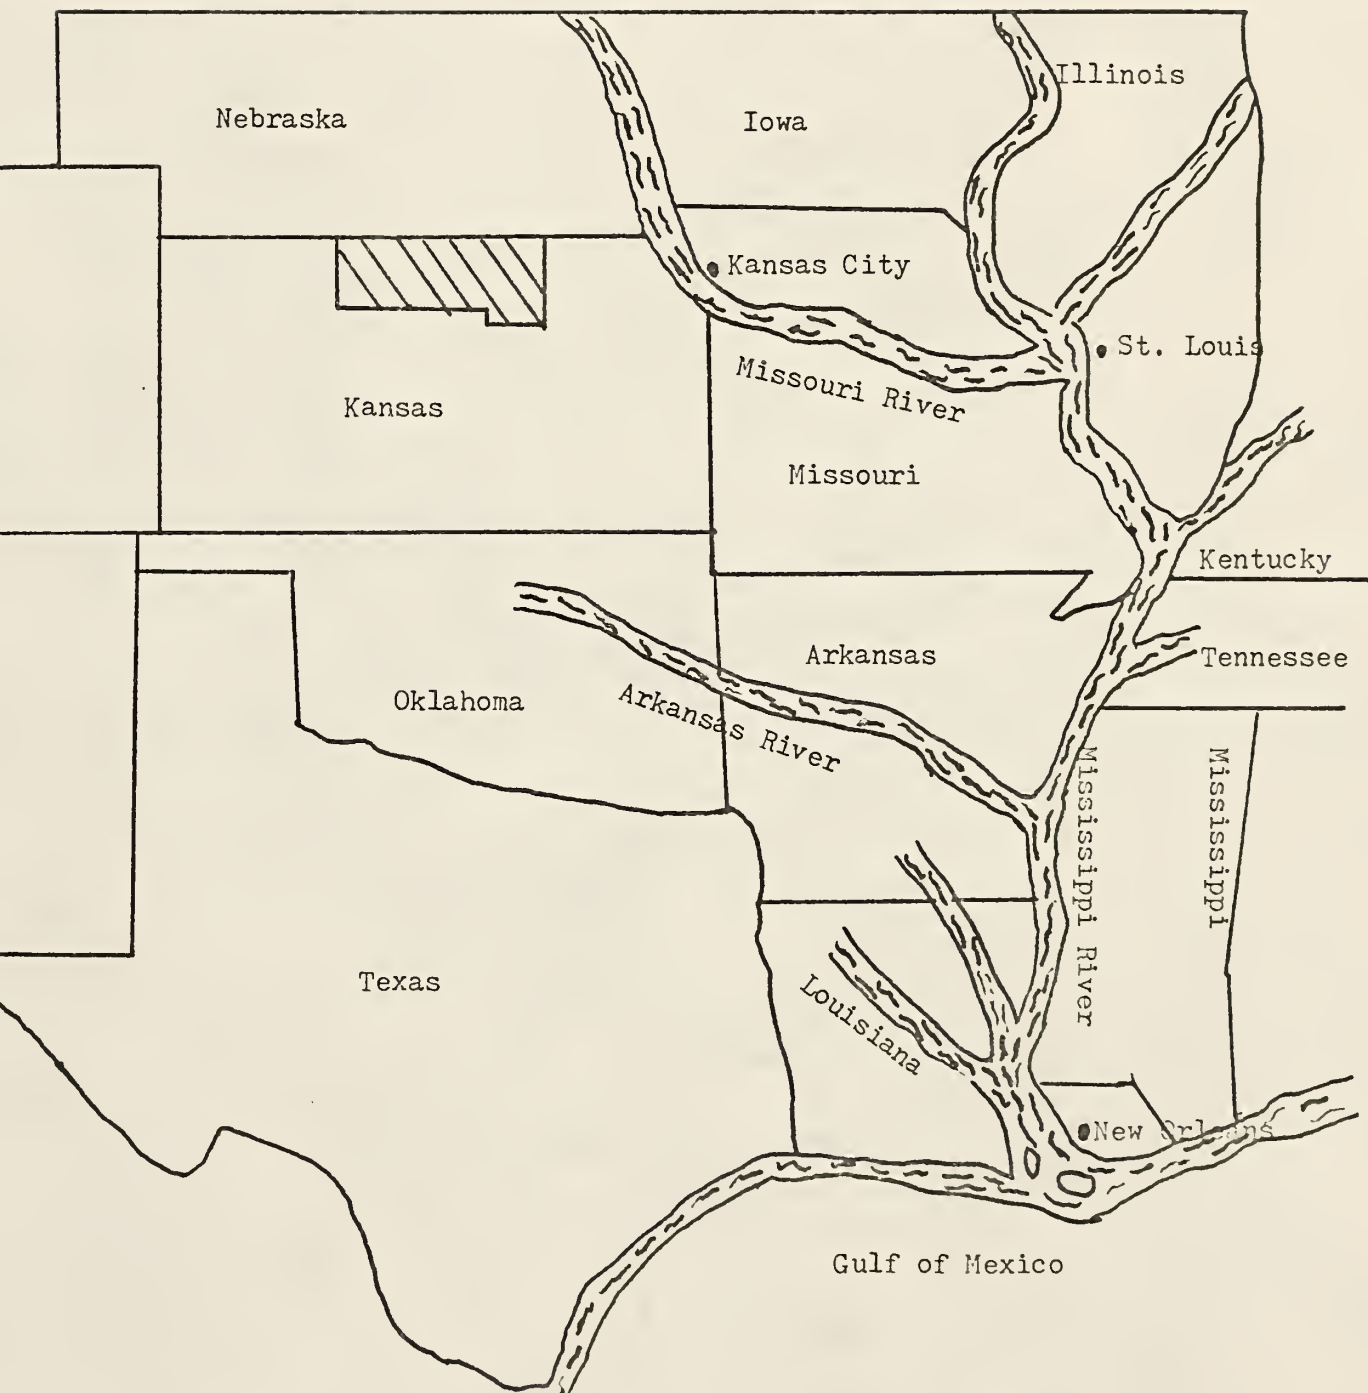 Illinois
Nebraska
Iowa
Kansas City
St. Louis
Missouri River
Kansas
Missouri
Kentucky
Arkansas
Tennessee
Oklahoma
Arkansas River
Mississippi River
Mississippi
Texas
Louisiana
New Orleans
Gulf of Mexico